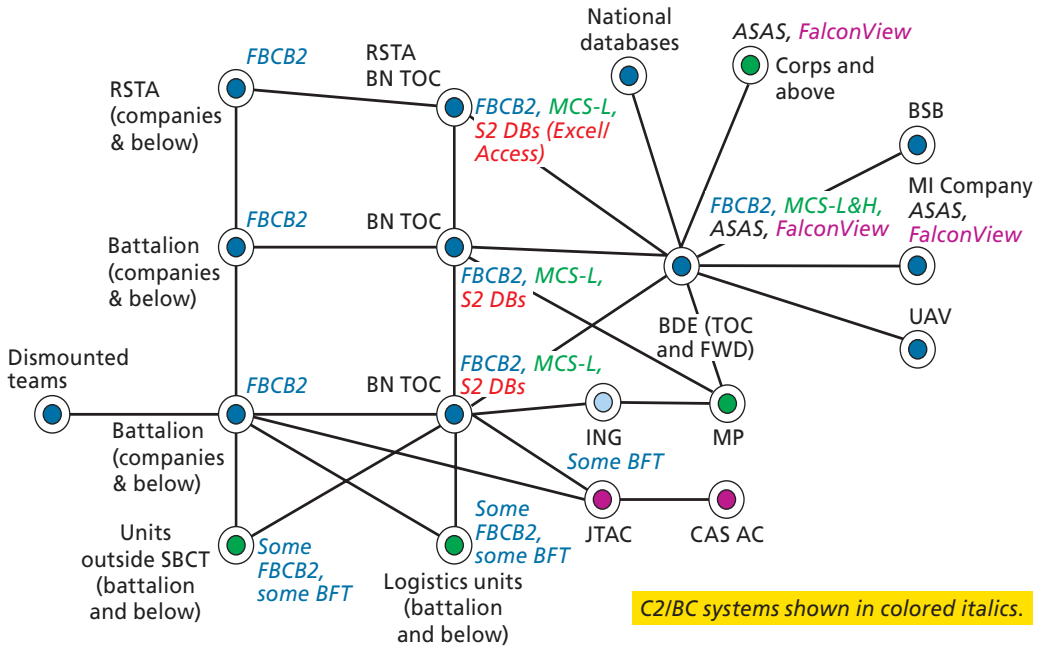 National
databases
ASAS, FalconView
Corps and
above
FBCB2
RSTA
(companies
& below)
RSTA
BN TOC
FBCB2, MCS-L,
S2 DBs (Excel/
Access)
BSB
MI Company
ASAS,
FalconView
FBCB2, MCS-L&H,
ASAS, FalconView
FBCB2
Battalion
(companies
& below)
BN TOC
FBCB2, MCS-L,
S2 DBs
BDE (TOC
and FWD)
UAV
Dismounted
teams
FBCB2
Battalion
(companies
& below)
BN TOC
FBCB2, MCS-L,
S2 DBs
ING
Some BFT
MP
JTAC
CAS AC
Units
outside SBCT
(battalion
and below)
Some
FBCB2,
some BFT
Some
FBCB2,
some BFT
Logistics units
(battalion
and below)
C2/BC systems shown in colored italics.